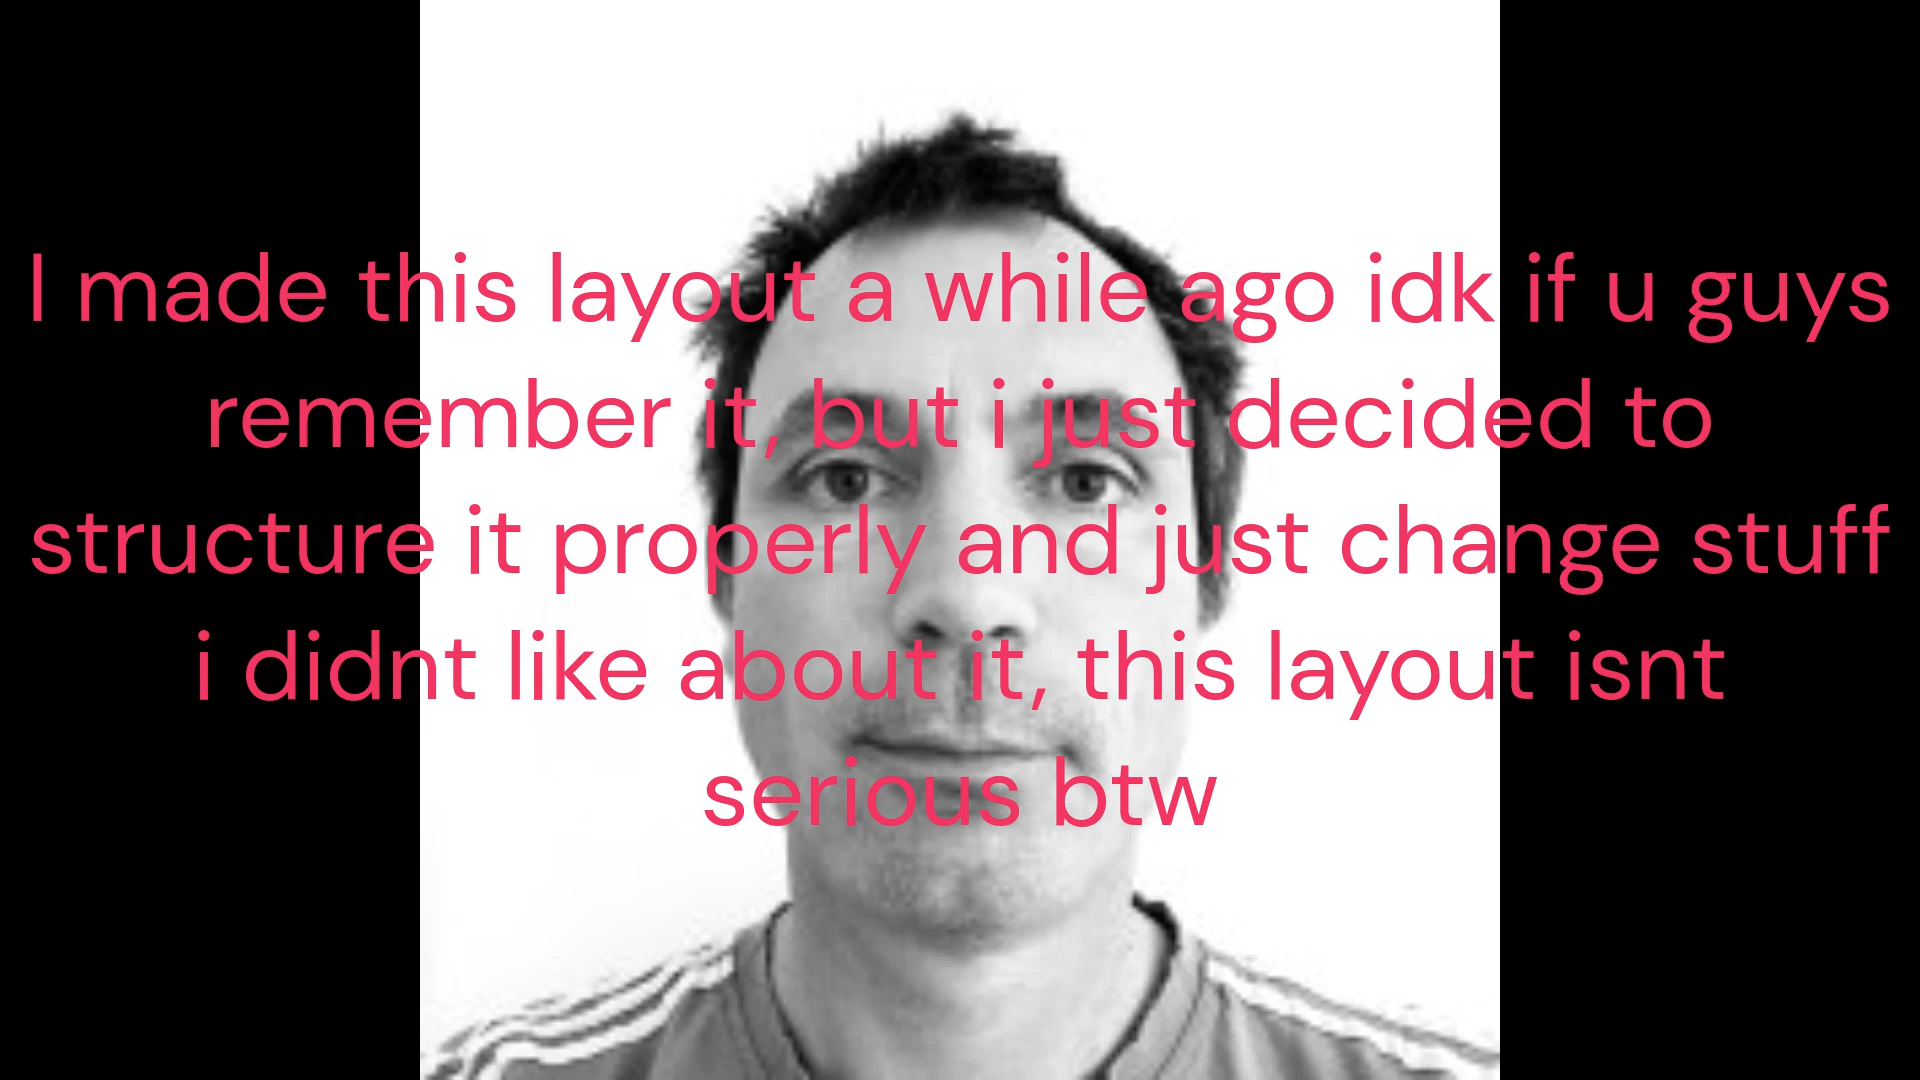 I made this layout a while ago idk if u guys
remember it, but i just decided to
structure it properly and just change stuff
i didnt like about it, this layout isnt
serious btw